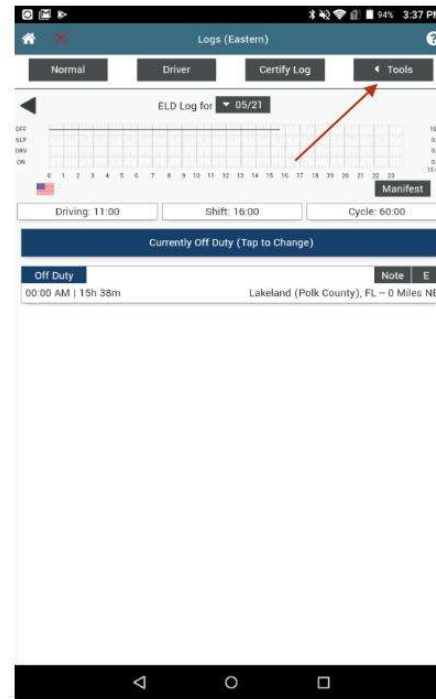 94% 3:37 PM
Logs (Eastern)
Normal Driver Certify Log Tools
ELD Log for 05/21
OFF
SLP
DRV
ON
0 1 2 3 4 5 6 7 8 9 10 11 12 13 14 15 16 17 18 19 20 21 22 23
Manifest
Driving: 11:00 Shift: 16:00 Cycle: 60:00
Currently Off Duty (Tap to Change)
Off Duty Note E
00:00 AM | 15h 38m Lakeland (Polk County), FL – 0 Miles NE